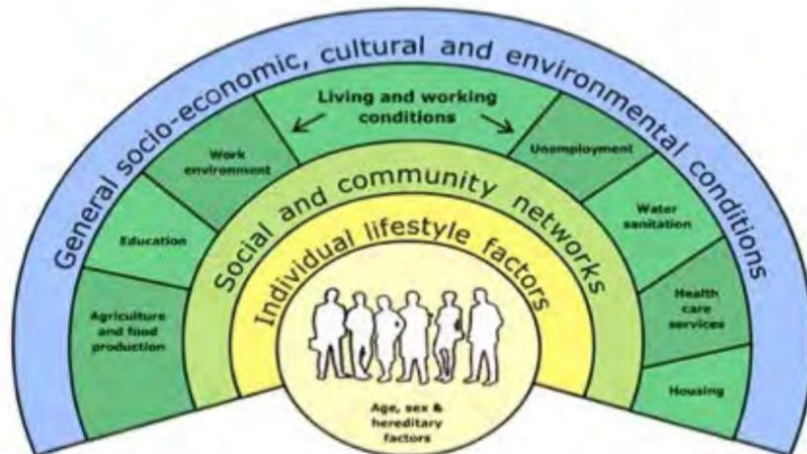 General socio-economic, cultural and environmental conditions
Living and working
conditions
Work
environment
Unemployment
Education
Water
sanitation
Agriculture
and food
production
Health
care
services
Housing
Social and community networks
Individual lifestyle factors
Age, sex &
hereditary
factors